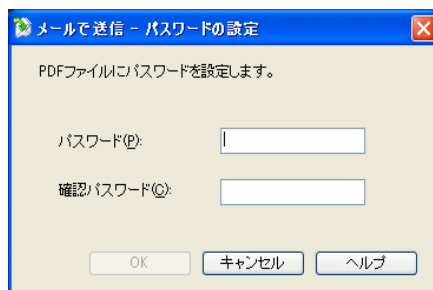 メールで送信 - パスワードの設定
PDFファイルにパスワードを設定します。
パスワード(P):
確認パスワード(C):
OK キャンセル ヘルプ